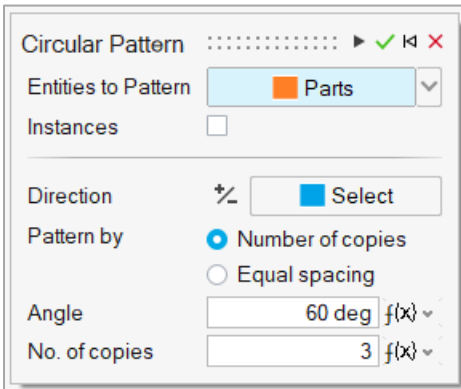 Circular Pattern
Entities to Pattern Parts
Instances
Direction +/- Select
Pattern by Number of copies
Equal spacing
Angle 60 deg f(x)
No. of copies 3 f(x)